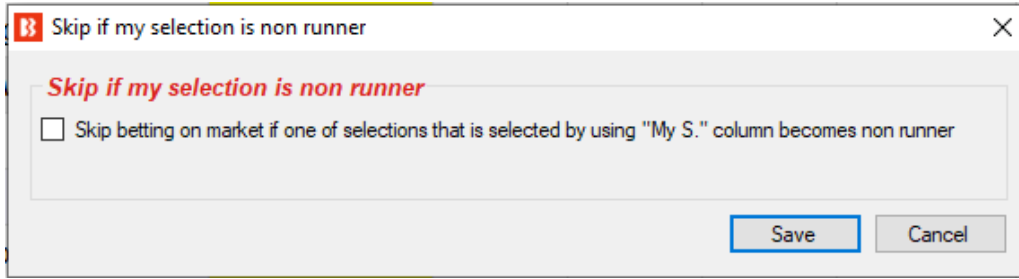 Skip if my selection is non runner
Skip if my selection is non runner
Skip betting on market if one of selections that is selected by using "My S." column becomes non runner
Save Cancel